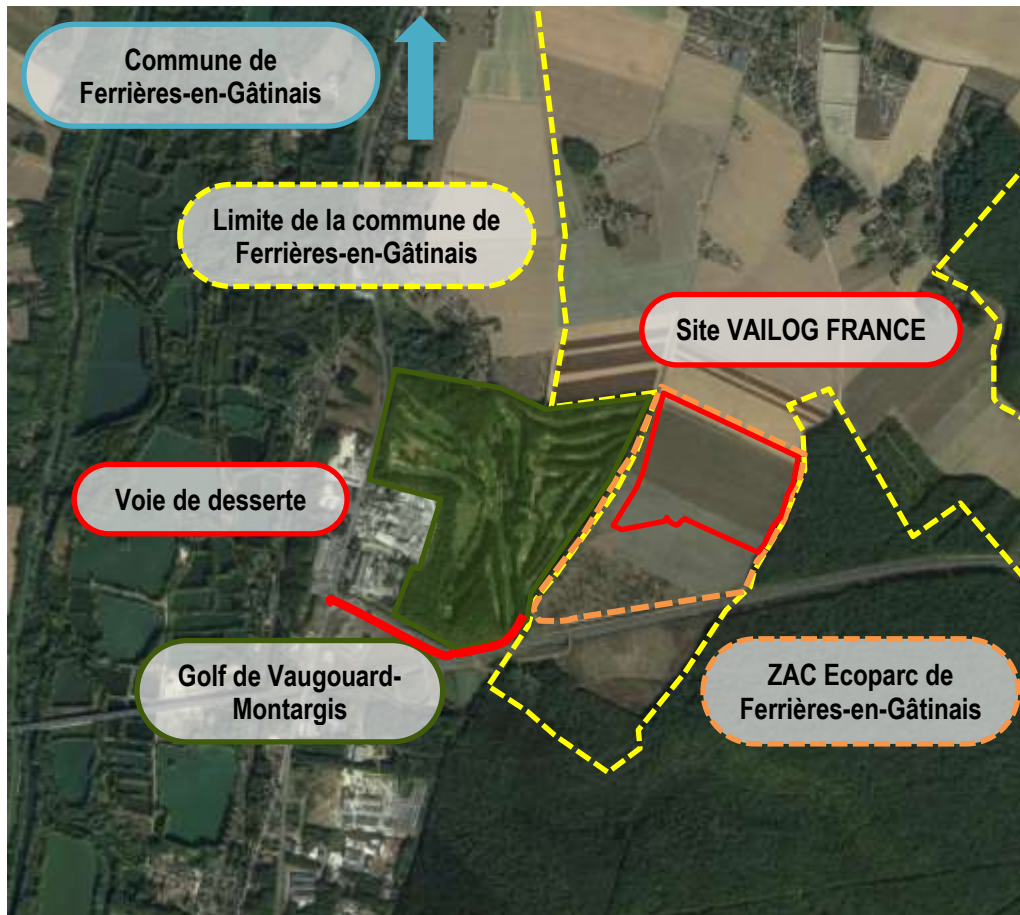 Commune de
Ferrières-en-Gâtinais
Limite de la commune de
Ferrières-en-Gâtinais
Site VAILOG FRANCE
Voie de desserte
Golf de Vaugouard-
Montargis
ZAC Ecoparc de
Ferrières-en-Gâtinais